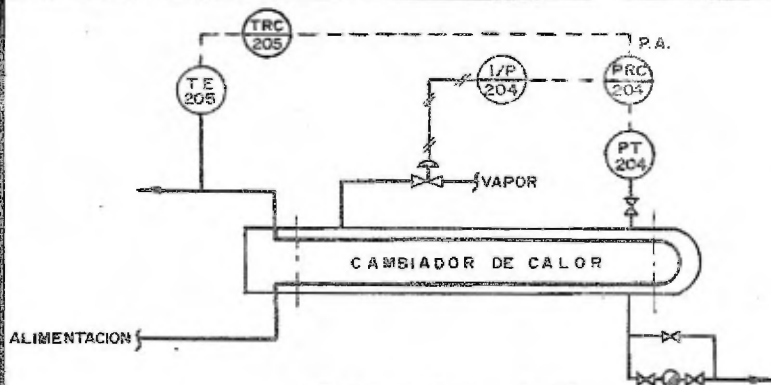 TRC
205
P.A.
TE
205
I/P
204
PRC
204
PT
204
VAPOR
CAMBIADOR DE CALOR
ALIMENTACION